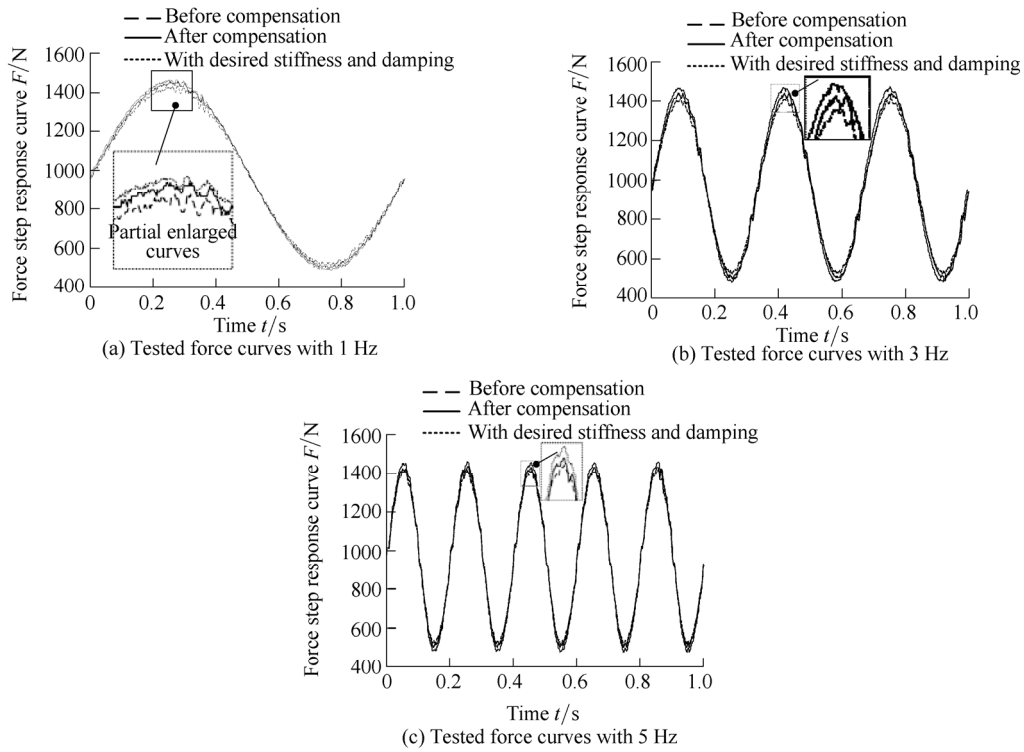 Before compensation
After compensation
With desired stiffness and damping
Force step response curve F/N
1600
1400
1200
1000
800
600
400
Partial enlarged
curves
0
0.2
0.4
0.6
0.8
1.0
Time t/s
(a) Tested force curves with 1 Hz
Before compensation
After compensation
With desired stiffness and damping
Force step response curve F/N
1600
1400
1200
1000
800
600
400
0
0.2
0.4
0.6
0.8
1.0
Time t/s
(b) Tested force curves with 3 Hz
Before compensation
After compensation
With desired stiffness and damping
Force step response curve F/N
1600
1400
1200
1000
800
600
400
0
0.2
0.4
0.6
0.8
1.0
Time t/s
(c) Tested force curves with 5 Hz